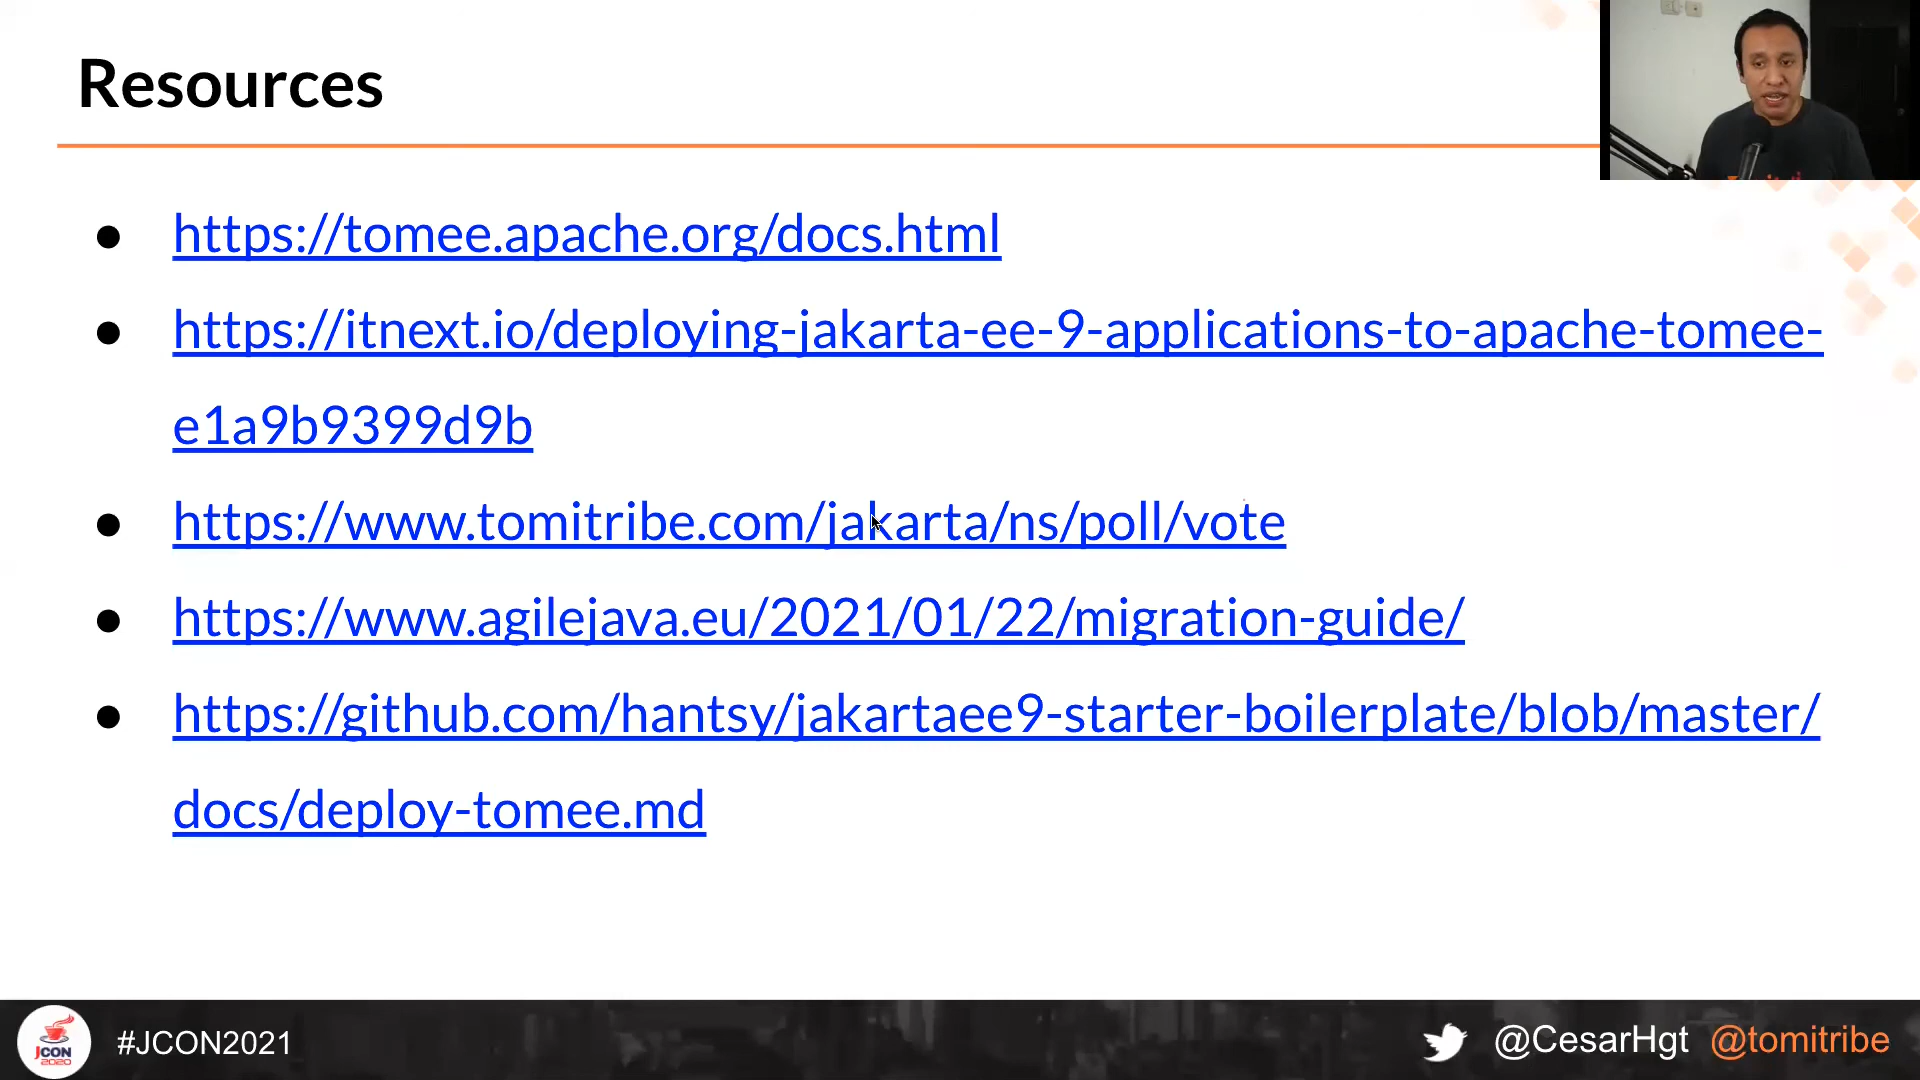 Resources
https://tomee.apache.org/docs.html
https://itnext.io/deploying-jakarta-ee-9-applications-to-apache-tomee-
e1a9b9399d9b
https://www.tomitribe.com/jakarta/ns/poll/vote
https://www.agilejava.eu/2021/01/22/migration-guide/
https://github.com/hantsy/jakartaee9-starter-boilerplate/blob/master/
docs/deploy-tomee.md
JCON
2020
#JCON2021
@CesarHgt @tomitribe